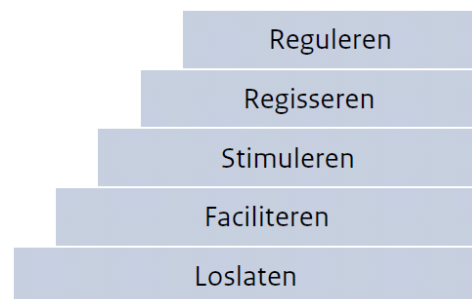 Reguleren
Regisseren
Stimuleren
Faciliteren
Loslaten